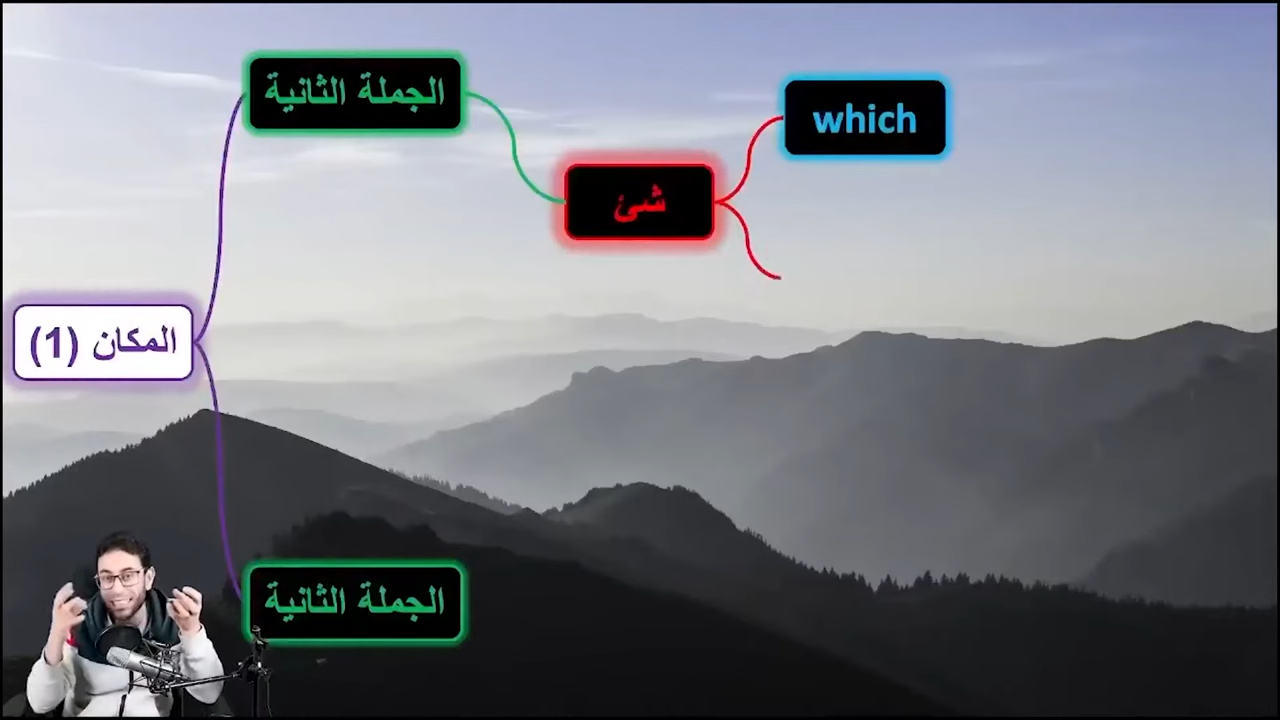 الجملة الثانية
which
شئ
المكان (1)
الجملة الثانية